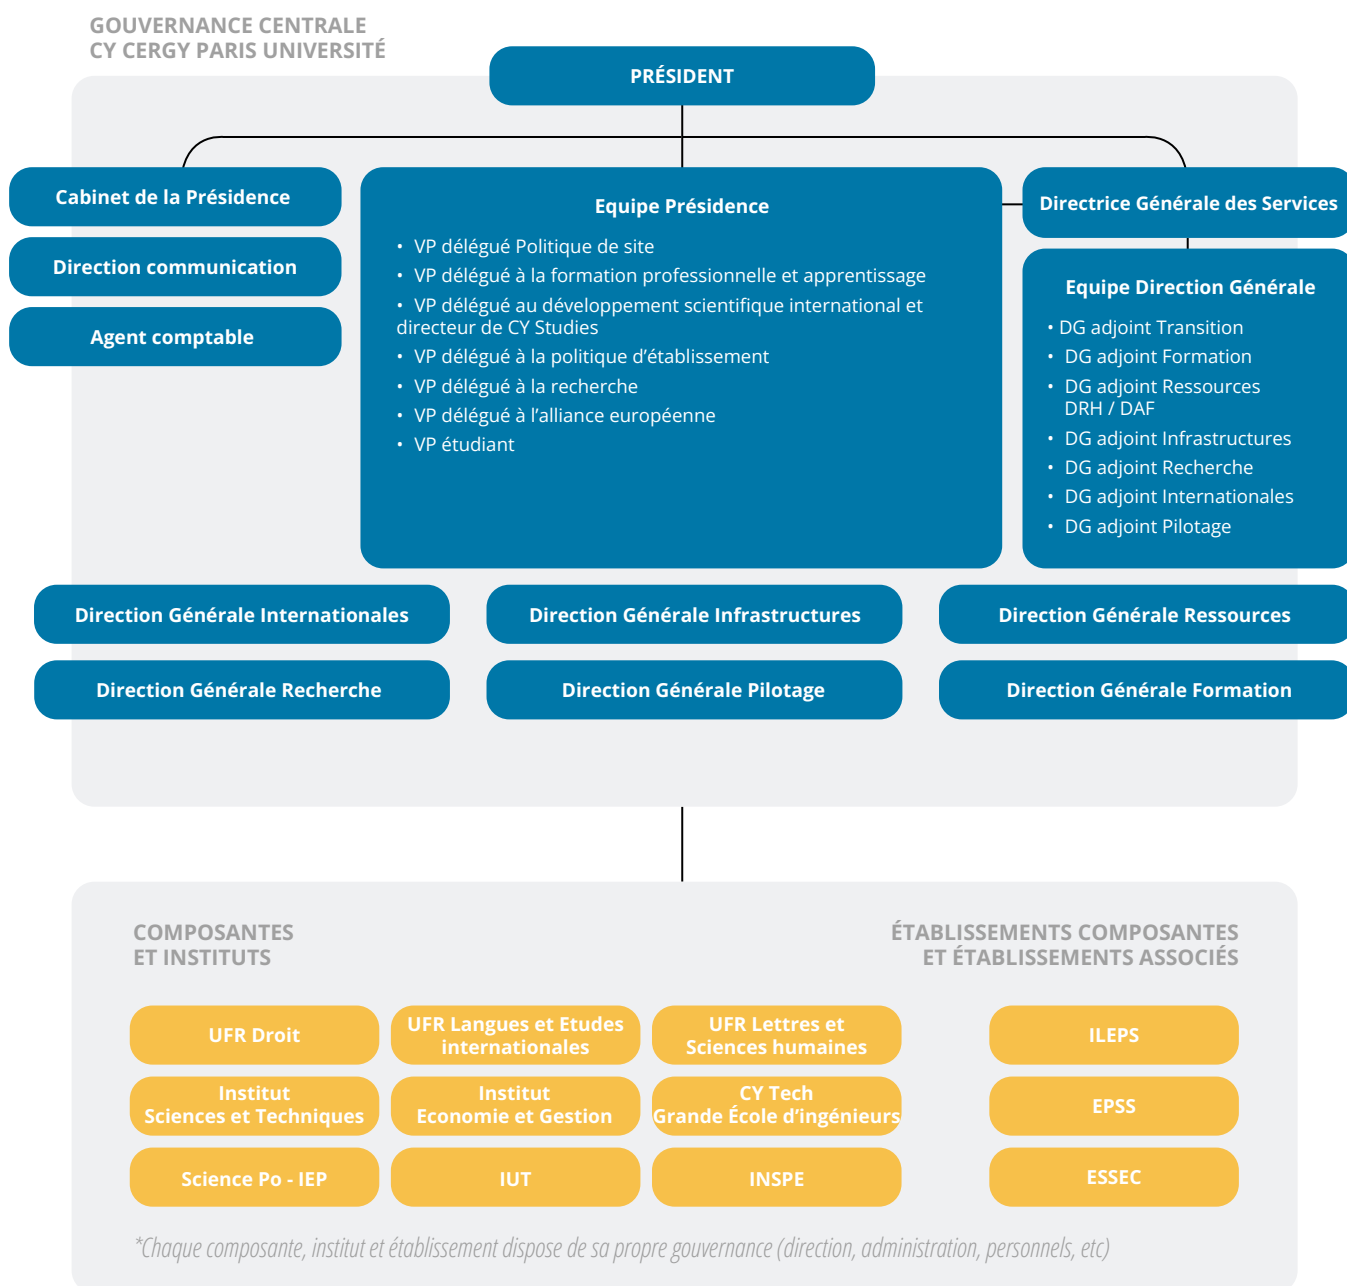 GOUVERNANCE CENTRALE
CY CERGY PARIS UNIVERSITÉ
PRÉSIDENT
Cabinet de la Présidence
Direction communication
Agent comptable
Equipe Présidence
• VP délégué Politique de site
• VP délégué à la formation professionnelle et apprentissage
• VP délégué au développement scientifique international et
directeur de CY Studies
• VP délégué à la politique d’établissement
• VP délégué à la recherche
• VP délégué à l’alliance européenne
• VP étudiant
Directrice Générale des Services
Equipe Direction Générale
• DG adjoint Transition
• DG adjoint Formation
• DG adjoint Ressources
DRH / DAF
• DG adjoint Infrastructures
• DG adjoint Recherche
• DG adjoint Internationales
• DG adjoint Pilotage
Direction Générale Internationales
Direction Générale Infrastructures
Direction Générale Ressources
Direction Générale Recherche
Direction Générale Pilotage
Direction Générale Formation
COMPOSANTES
ET INSTITUTS
ÉTABLISSEMENTS COMPOSANTES
ET ÉTABLISSEMENTS ASSOCIÉS
UFR Droit
UFR Langues et Etudes
internationales
UFR Lettres et
Sciences humaines
ILEPS
Institut
Sciences et Techniques
Institut
Economie et Gestion
CY Tech
Grande École d’ingénieurs
EPSS
Science Po - IEP
IUT
INSPE
ESSEC
*Chaque composante, institut et établissement dispose de sa propre gouvernance (direction, administration, personnels, etc)